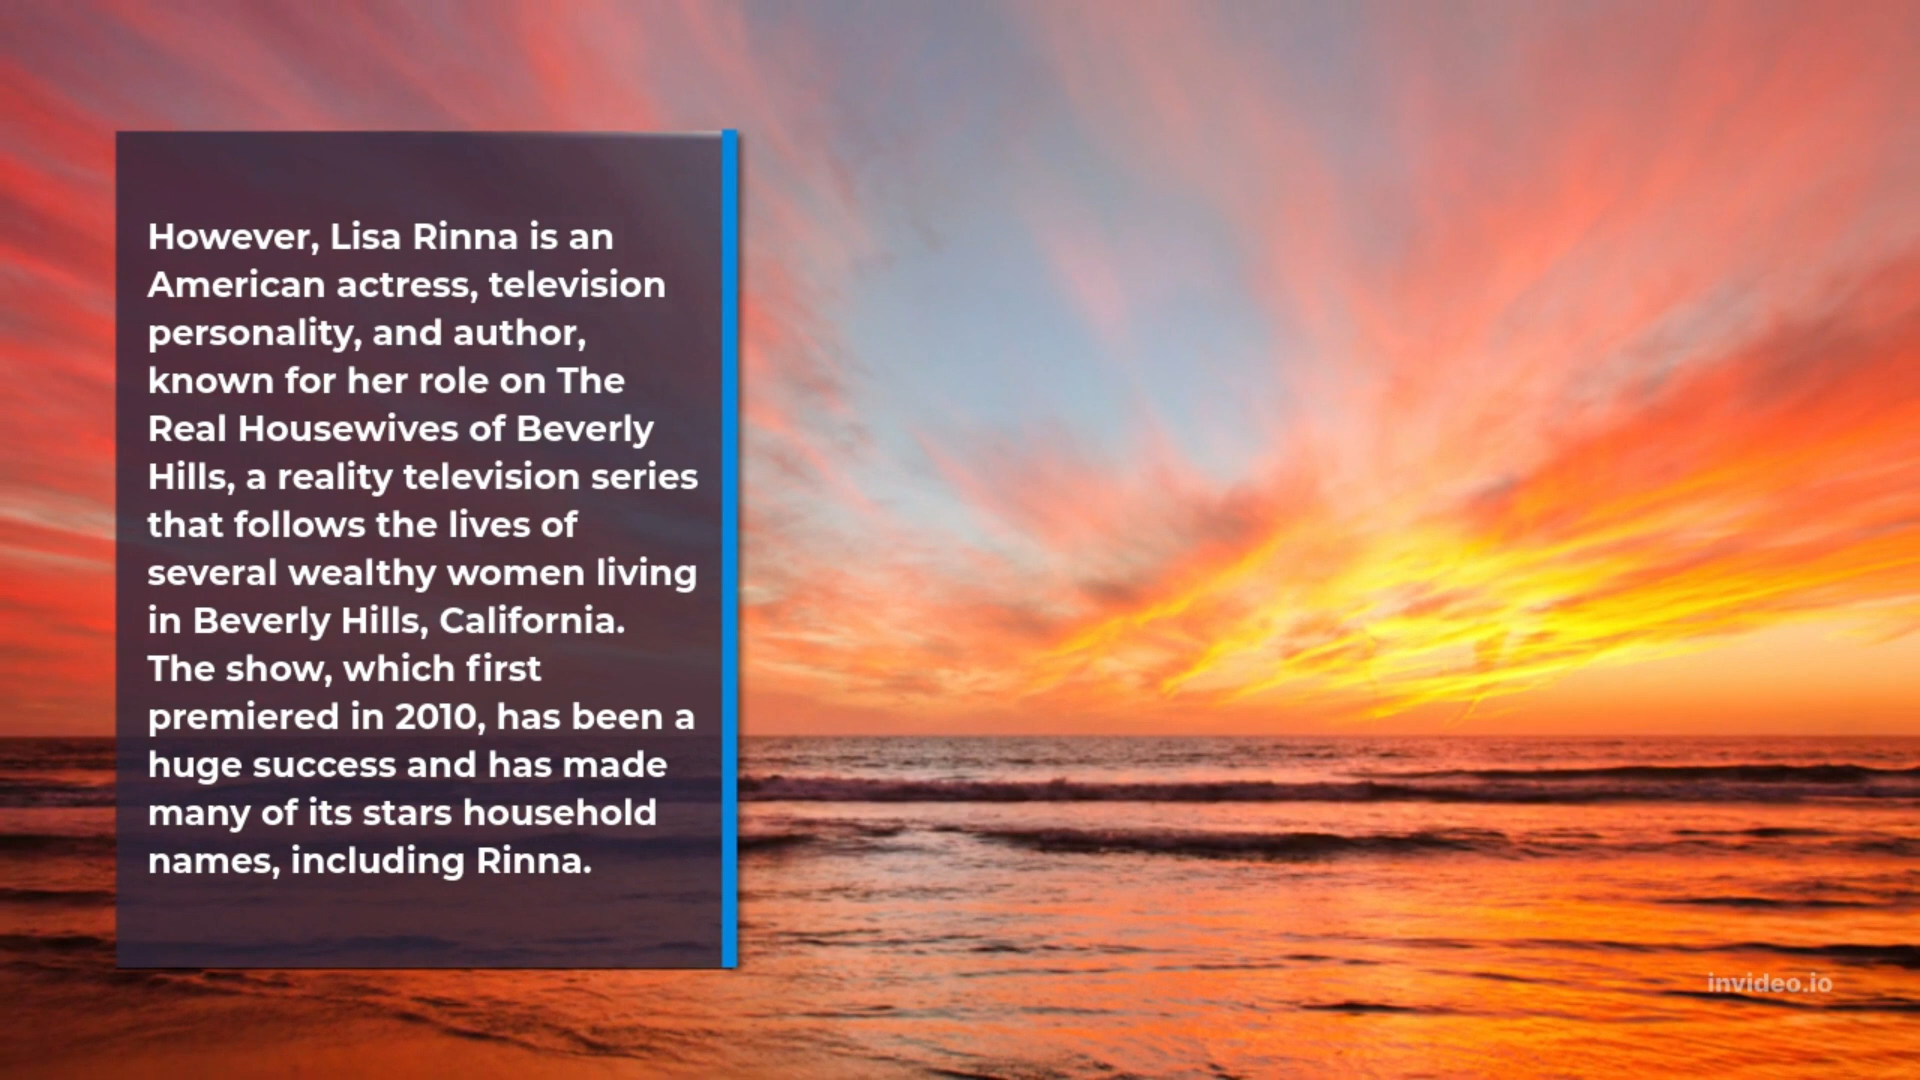 However, Lisa Rinna is an
American actress, television
personality, and author,
known for her role on The
Real Housewives of Beverly
Hills, a reality television series
that follows the lives of
several wealthy women living
in Beverly Hills, California.
The show, which first
premiered in 2010, has been a
huge success and has made
many of its stars household
names, including Rinna.
invideo.io